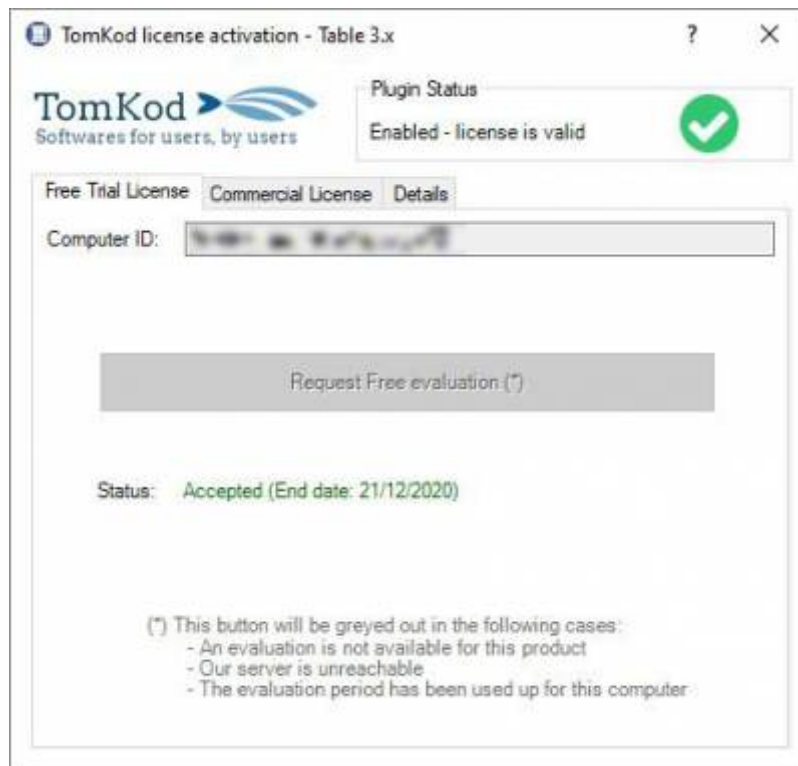 TomKod license activation - Table 3.x
?
TomKod
Softwares for users, by users
Plugin Status
Enabled - license is valid
Free Trial License
Commercial License
Details
Computer ID:
Request Free evaluation (*)
Status: Accepted (End date: 21/12/2020)
(*) This button will be greyed out in the following cases:
- An evaluation is not available for this product
- Our server is unreachable
- The evaluation period has been used up for this computer